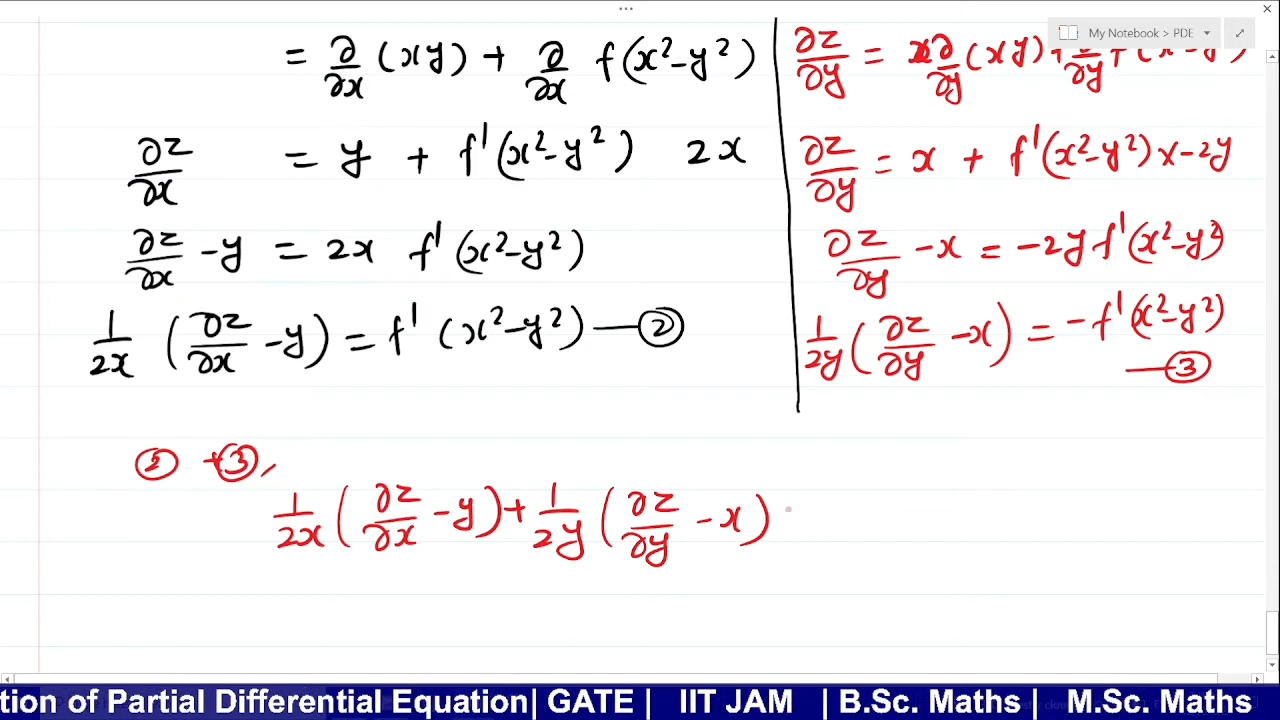 ...
My Notebook > PDE
= ∂/∂x (xy) + ∂/∂x f(x²-y²)
∂z/∂x = y + f'(x²-y²) 2x
∂z/∂x - y = 2x f'(x²-y²)
1/2x (∂z/∂x - y) = f' (x²-y²) — ②
∂z/∂y = ∂/∂y (xy) +
∂z/∂y = x + f'(x²-y²) x -2y
∂z/∂y - x = -2y f'(x²-y²)
1/2y (∂z/∂y - x) = -f'(x²-y²)
— ③
② + ③,
1/2x (∂z/∂x - y) + 1/2y (∂z/∂y - x)
tion of Partial Differential Equation | GATE | IIT JAM | B.Sc. Maths | M.Sc. Maths